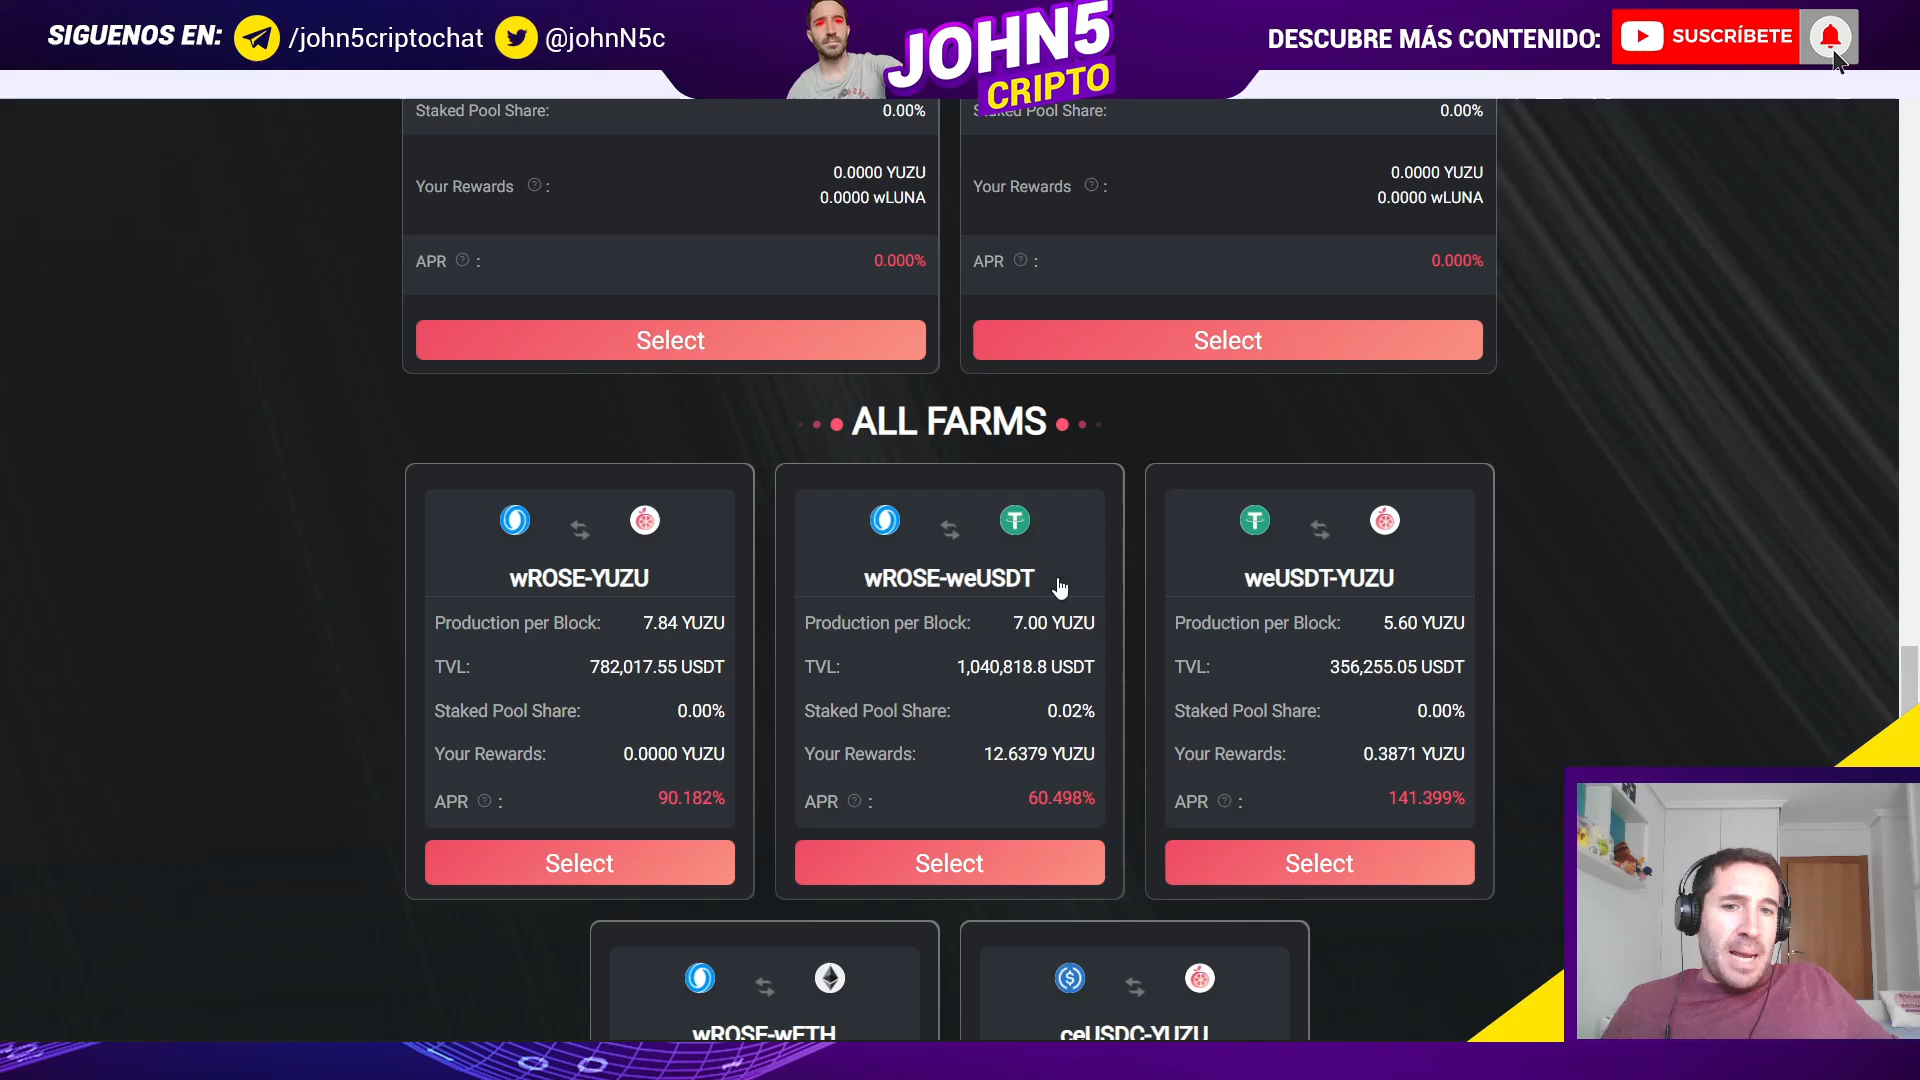 SIGUENOS EN: /john5criptochat @johnN5c
JOHN5
CRIPTO
DESCUBRE MÁS CONTENIDO: SUSCRÍBETE
Staked Pool Share: 0.00%
Your Rewards ? : 0.0000 YUZU
0.0000 wLUNA
APR ? : 0.000%
Select
Staked Pool Share: 0.00%
Your Rewards ? : 0.0000 YUZU
0.0000 wLUNA
APR ? : 0.000%
Select
ALL FARMS
wROSE-YUZU
Production per Block: 7.84 YUZU
TVL: 782,017.55 USDT
Staked Pool Share: 0.00%
Your Rewards: 0.0000 YUZU
APR ? : 90.182%
Select
wROSE-weUSDT
Production per Block: 7.00 YUZU
TVL: 1,040,818.8 USDT
Staked Pool Share: 0.02%
Your Rewards: 12.6379 YUZU
APR ? : 60.498%
Select
weUSDT-YUZU
Production per Block: 5.60 YUZU
TVL: 356,255.05 USDT
Staked Pool Share: 0.00%
Your Rewards: 0.3871 YUZU
APR ? : 141.399%
Select
wROSE-wETH
ceUSDC-YUZU